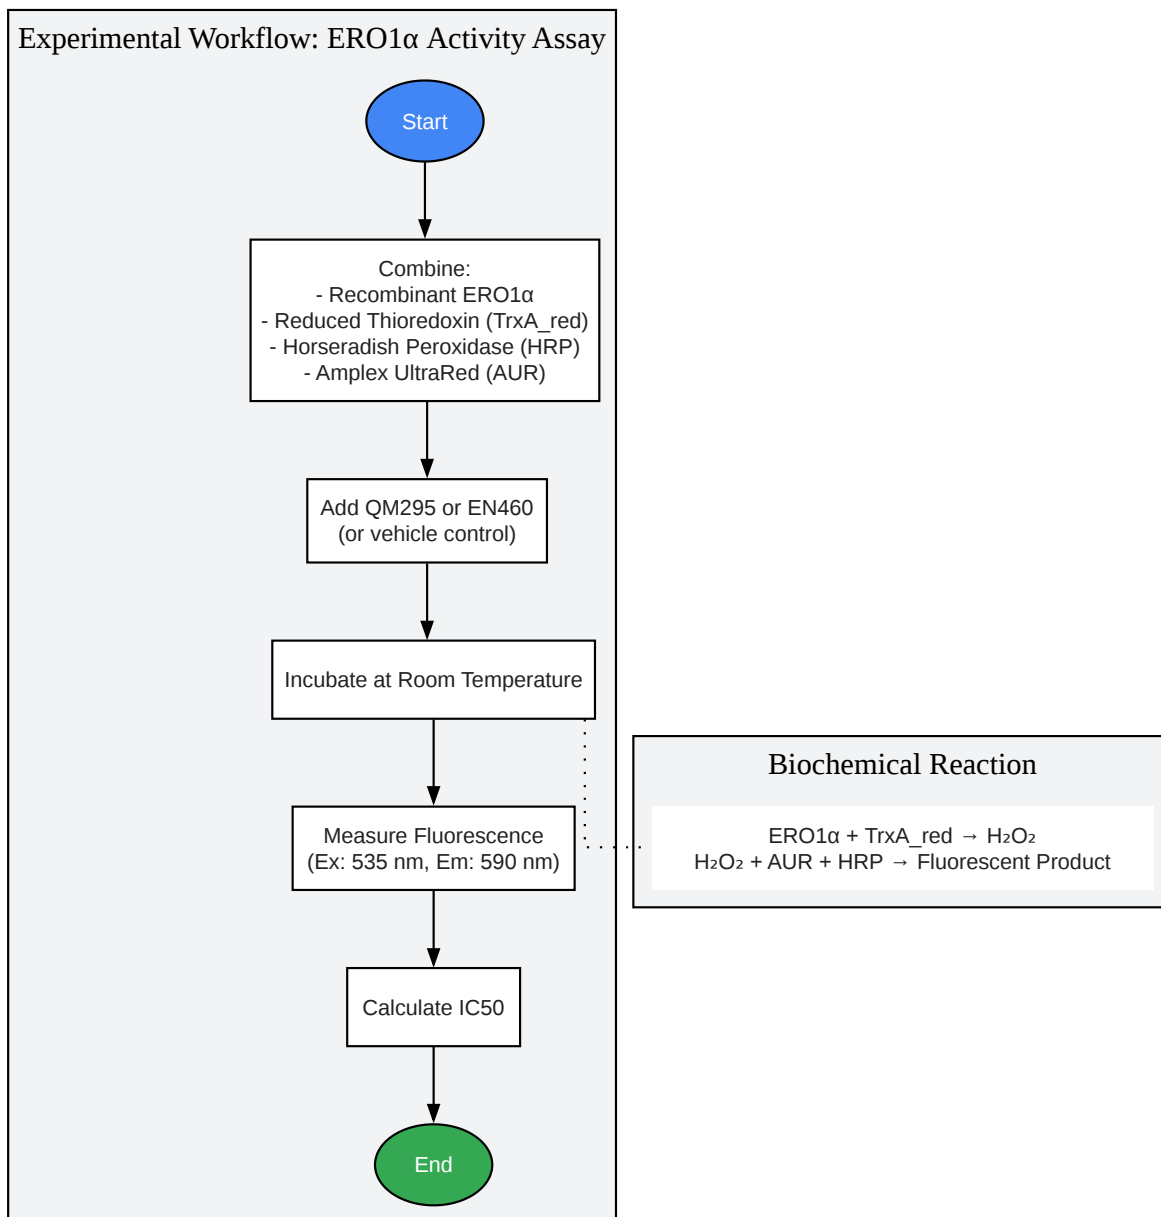 Experimental Workflow: ERO1α Activity Assay
Start
Combine:
- Recombinant ERO1α
- Reduced Thioredoxin (TrxA_red)
- Horseradish Peroxidase (HRP)
- Amplex UltraRed (AUR)
Add QM295 or EN460
(or vehicle control)
Incubate at Room Temperature
Measure Fluorescence
(Ex: 535 nm, Em: 590 nm)
Calculate IC50
End
Biochemical Reaction
ERO1α + TrxA_red → H₂O₂
H₂O₂ + AUR + HRP → Fluorescent Product